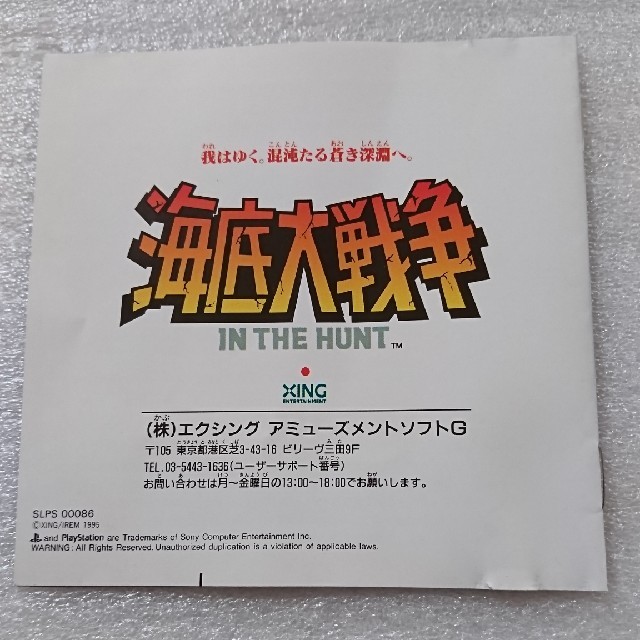 我はゆく。混沌たる蒼き深淵へ。
海底大戦争
IN THE HUNT™
XING
ENTERTAINMENT
(株)エクシング アミューズメントソフトG
〒105 東京都港区芝3-43-16 ビリーヴ三田9F
TEL.03-5443-1636(ユーザーサポート番号)
お問い合わせは月〜金曜日の13:00〜18:00でお願いします。
SLPS 00086
©XING/IREM 1995
and PlayStation are Trademarks of Sony Computer Entertainment Inc.
WARNING: All Rights Reserved. Unauthorized duplication is a violation of applicable laws.